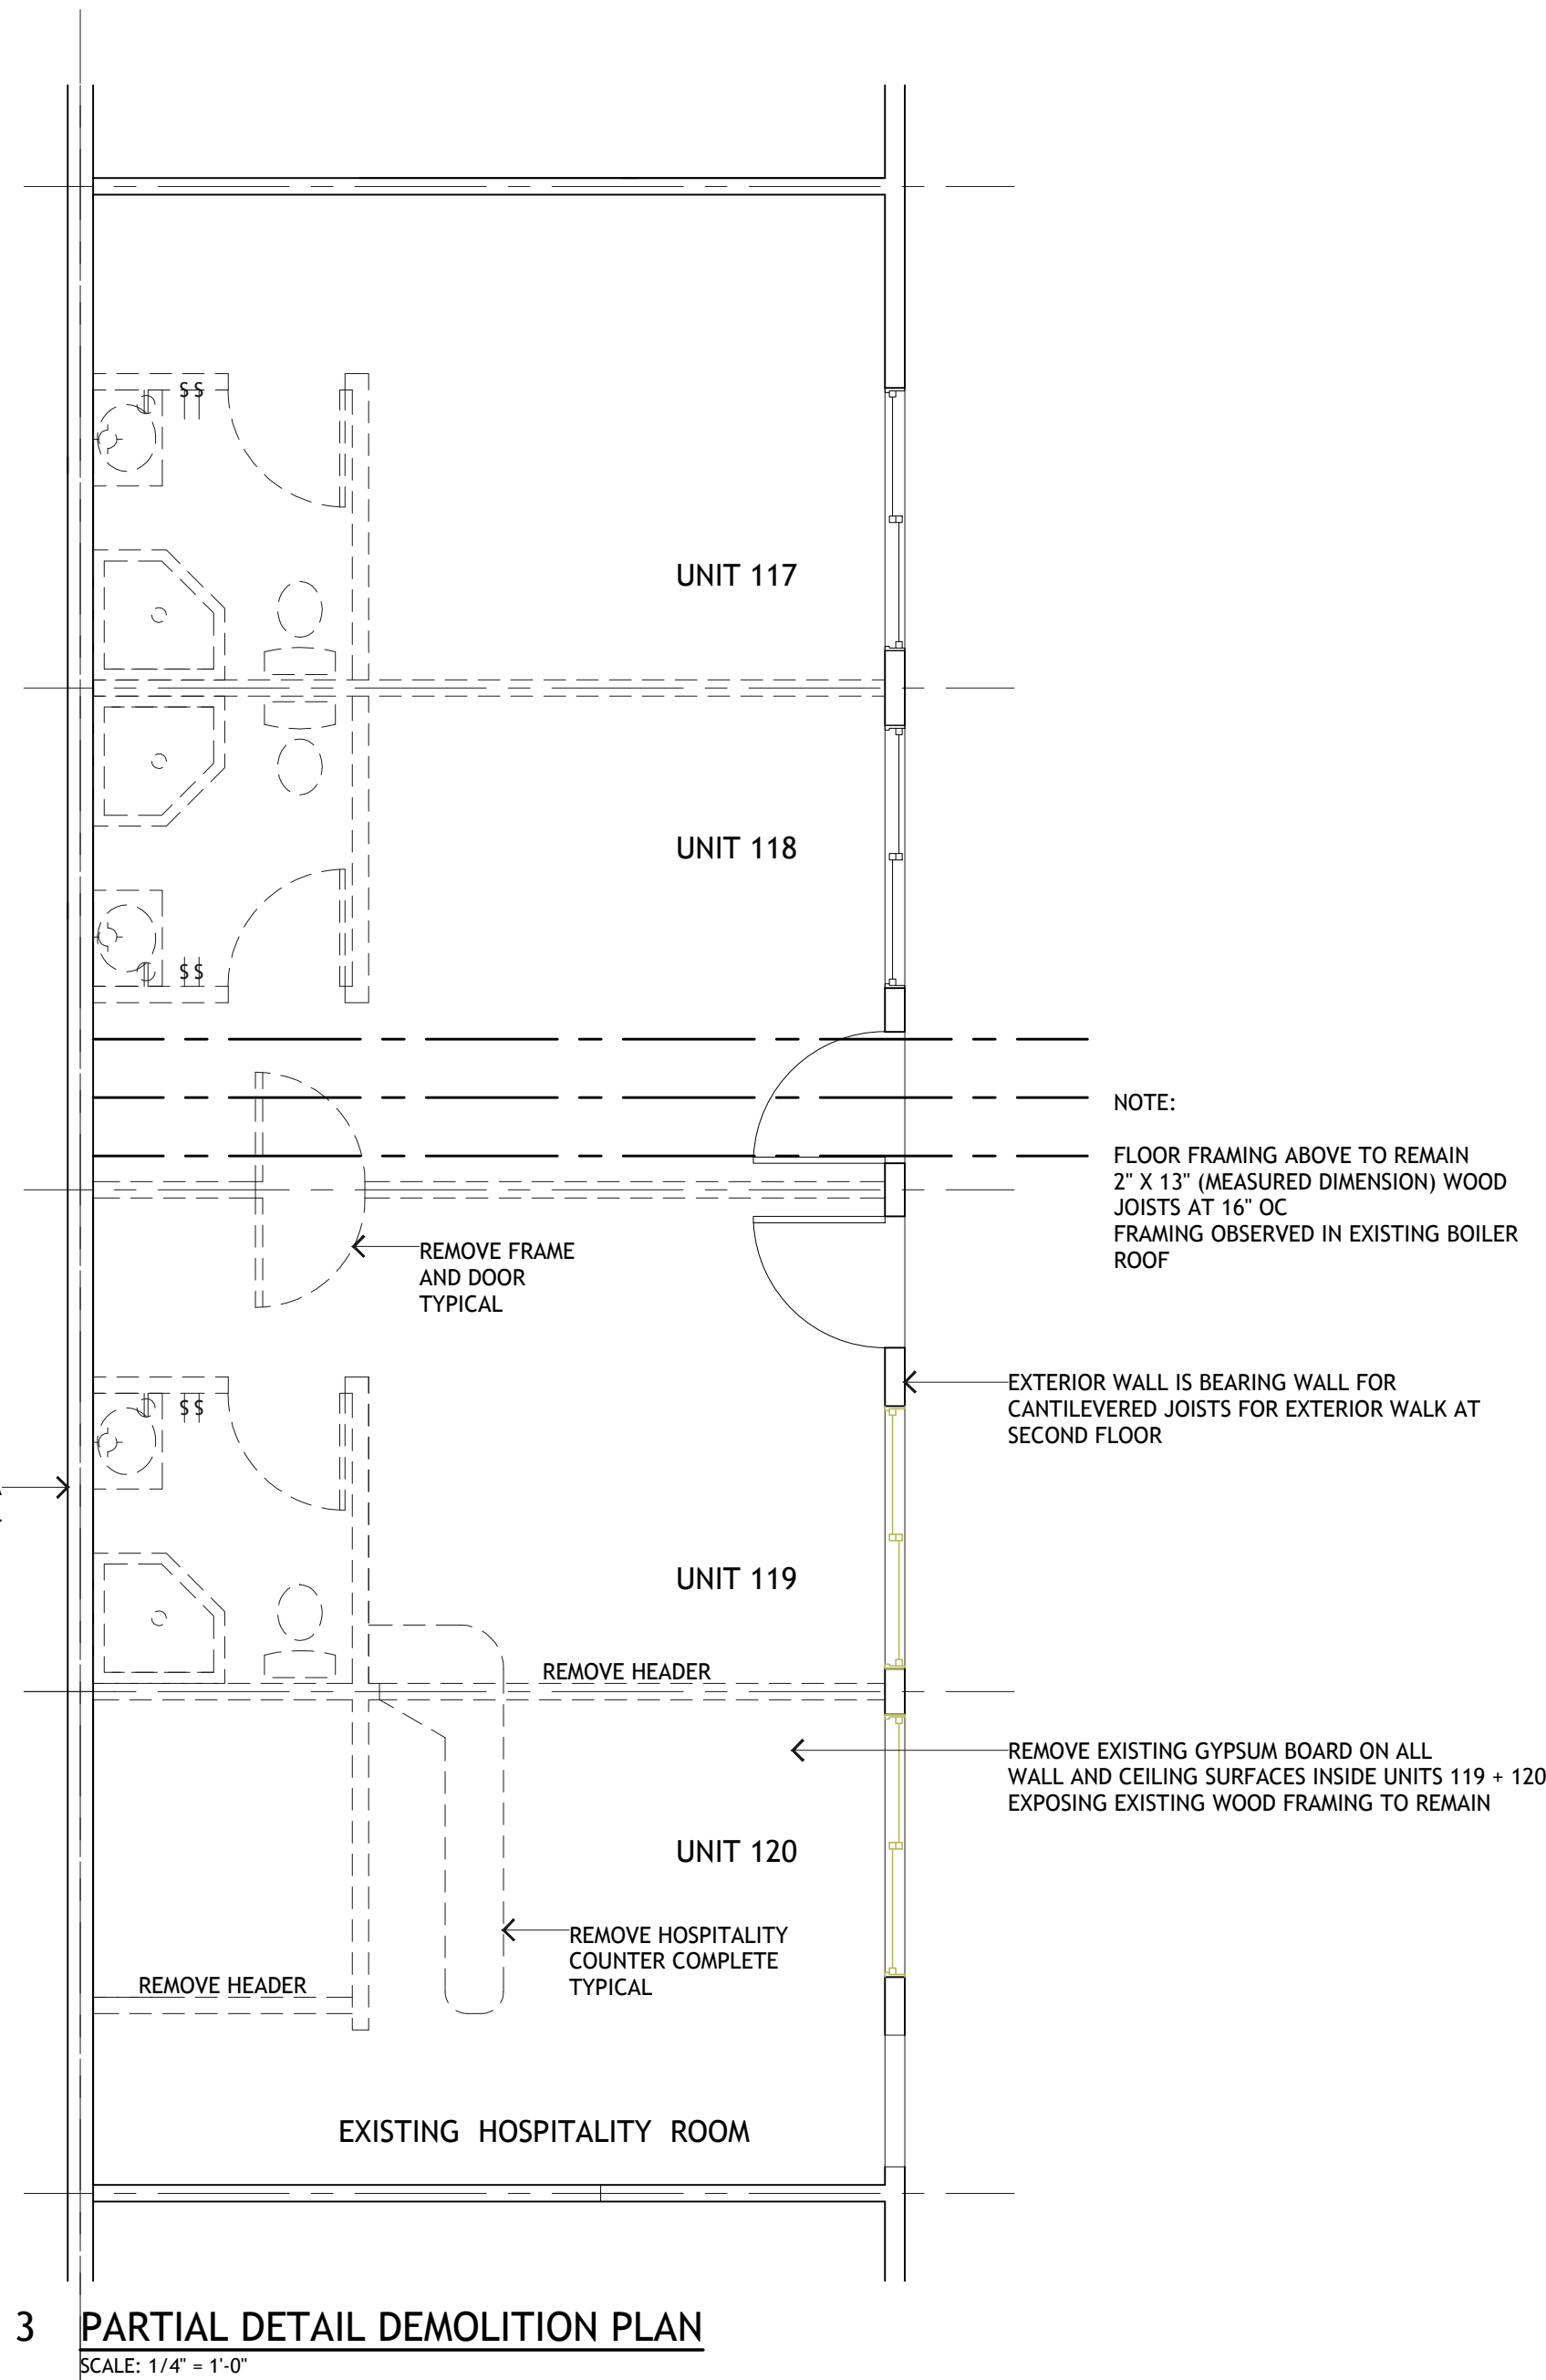 $ $
UNIT 117
UNIT 118
$ $
NOTE:
FLOOR FRAMING ABOVE TO REMAIN
2" X 13" (MEASURED DIMENSION) WOOD
JOISTS AT 16" OC
FRAMING OBSERVED IN EXISTING BOILER
ROOF
REMOVE FRAME
AND DOOR
TYPICAL
EXTERIOR WALL IS BEARING WALL FOR
CANTILEVERED JOISTS FOR EXTERIOR WALK AT
SECOND FLOOR
$ $
UNIT 119
REMOVE HEADER
REMOVE EXISTING GYPSUM BOARD ON ALL
WALL AND CEILING SURFACES INSIDE UNITS 119 + 120
EXPOSING EXISTING WOOD FRAMING TO REMAIN
UNIT 120
REMOVE HOSPITALITY
COUNTER COMPLETE
TYPICAL
REMOVE HEADER
EXISTING HOSPITALITY ROOM
3 PARTIAL DETAIL DEMOLITION PLAN
SCALE: 1/4" = 1'-0"